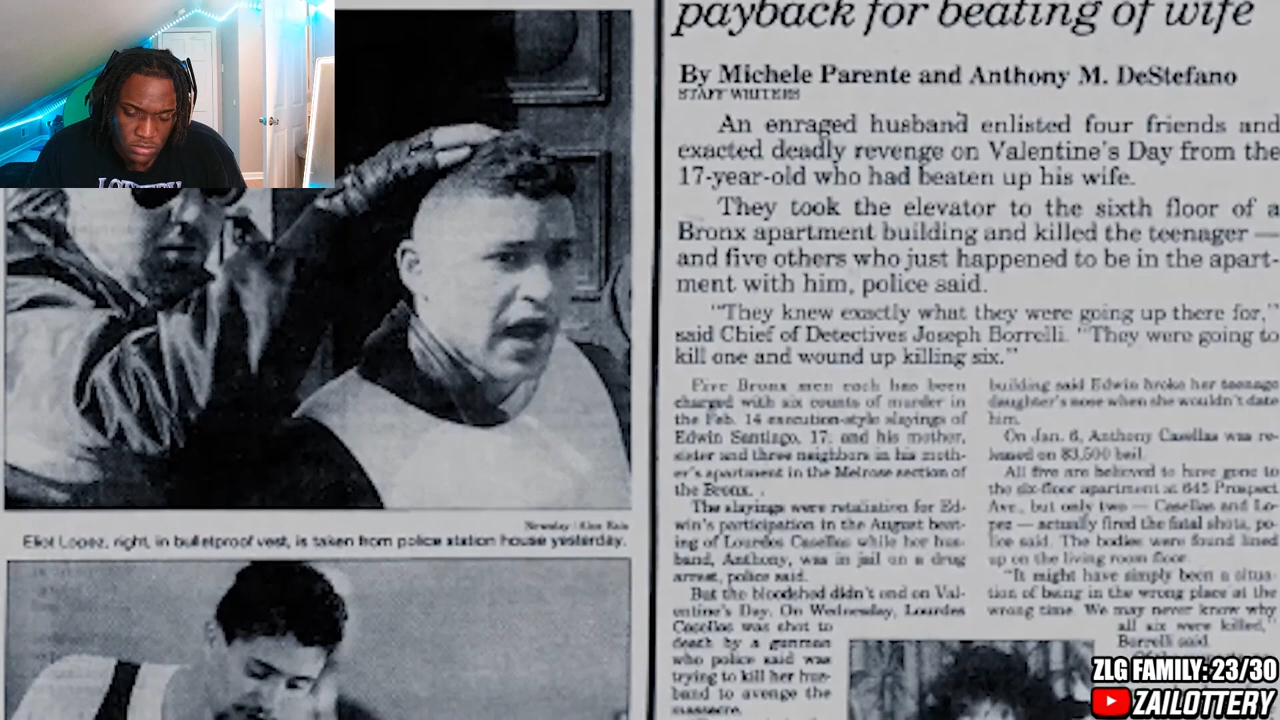 payback for beating of wife
By Michele Parente and Anthony M. DeStefano
STAFF WRITERS
An enraged husband enlisted four friends and
exacted deadly revenge on Valentine's Day from the
17-year-old who had beaten up his wife.
They took the elevator to the sixth floor of a
Bronx apartment building and killed the teenager —
and five others who just happened to be in the apart-
ment with him, police said.
"They knew exactly what they were going up there for,"
said Chief of Detectives Joseph Borrelli. "They were going to
kill one and wound up killing six."
Five Bronx men each has been
charged with six counts of murder in
the Feb. 14 execution-style slayings of
Edwin Santiago, 17, and his mother,
sister and three neighbors in his moth-
er's apartment in the Melrose section of
the Bronx.
The slayings were retaliation for Ed-
win's participation in the August beat-
ing of Lourdes Casellas while her hus-
band, Anthony, was in jail on a drug
arrest, police said.
But the bloodshed didn't end on Val-
entine's Day. On Wednesday, Lourdes
Casellas was shot to
death by a gunman
who police said was
trying to kill her hus-
band to avenge the
massacre.
building said Edwin broke her teenage
daughter's nose when she wouldn't date
him.
On Jan. 6, Anthony Casellas was re-
leased on $3,500 bail.
All five are believed to have gone to
the six-floor apartment at 645 Prospect
Ave., but only two — Casellas and Lo-
pez — actually fired the fatal shots, po-
lice said. The bodies were found lined
up on the living room floor.
"It might have simply been a situa-
tion of being in the wrong place at the
wrong time. We may never know why
all six were killed,"
Borrelli said.
Newsday /
Eliot Lopez, right, in bulletproof vest, is taken from police station house yesterday.
ZLG FAMILY: 23/30
ZAILOTTERY